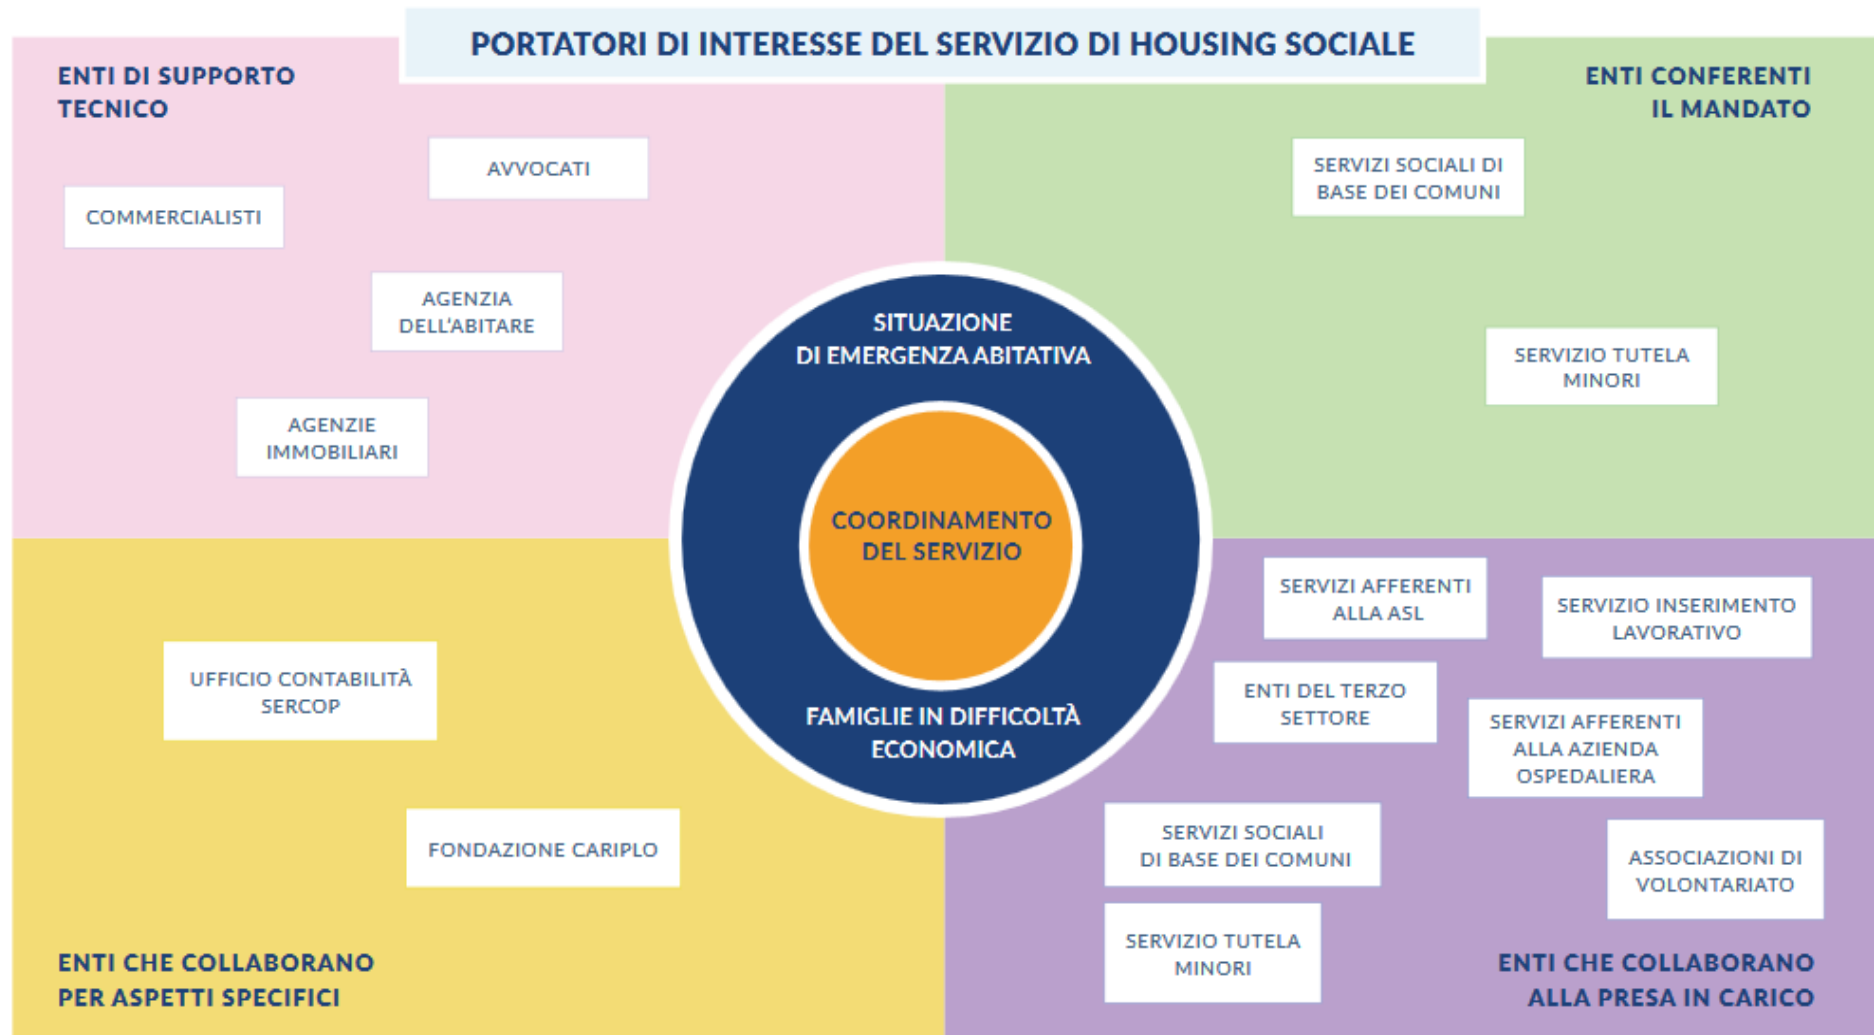 PORTATORI DI INTERESSE DEL SERVIZIO DI HOUSING SOCIALE
ENTI DI SUPPORTO
TECNICO
AVVOCATI
COMMERCIALISTI
AGENZIA
DELL'ABITARE
AGENZIE
IMMOBILIARI
ENTI CONFERENTI
IL MANDATO
SERVIZI SOCIALI DI
BASE DEI COMUNI
SERVIZIO TUTELA
MINORI
SITUAZIONE
DI EMERGENZA ABITATIVA
COORDINAMENTO
DEL SERVIZIO
FAMIGLIE IN DIFFICOLTÀ
ECONOMICA
UFFICIO CONTABILITÀ
SERCOP
FONDAZIONE CARIPLO
ENTI CHE COLLABORANO
PER ASPETTI SPECIFICI
SERVIZI AFFERENTI
ALLA ASL
SERVIZIO INSERIMENTO
LAVORATIVO
ENTI DEL TERZO
SETTORE
SERVIZI AFFERENTI
ALLA AZIENDA
OSPEDALIERA
SERVIZI SOCIALI
DI BASE DEI COMUNI
ASSOCIAZIONI DI
VOLONTARIATO
SERVIZIO TUTELA
MINORI
ENTI CHE COLLABORANO
ALLA PRESA IN CARICO